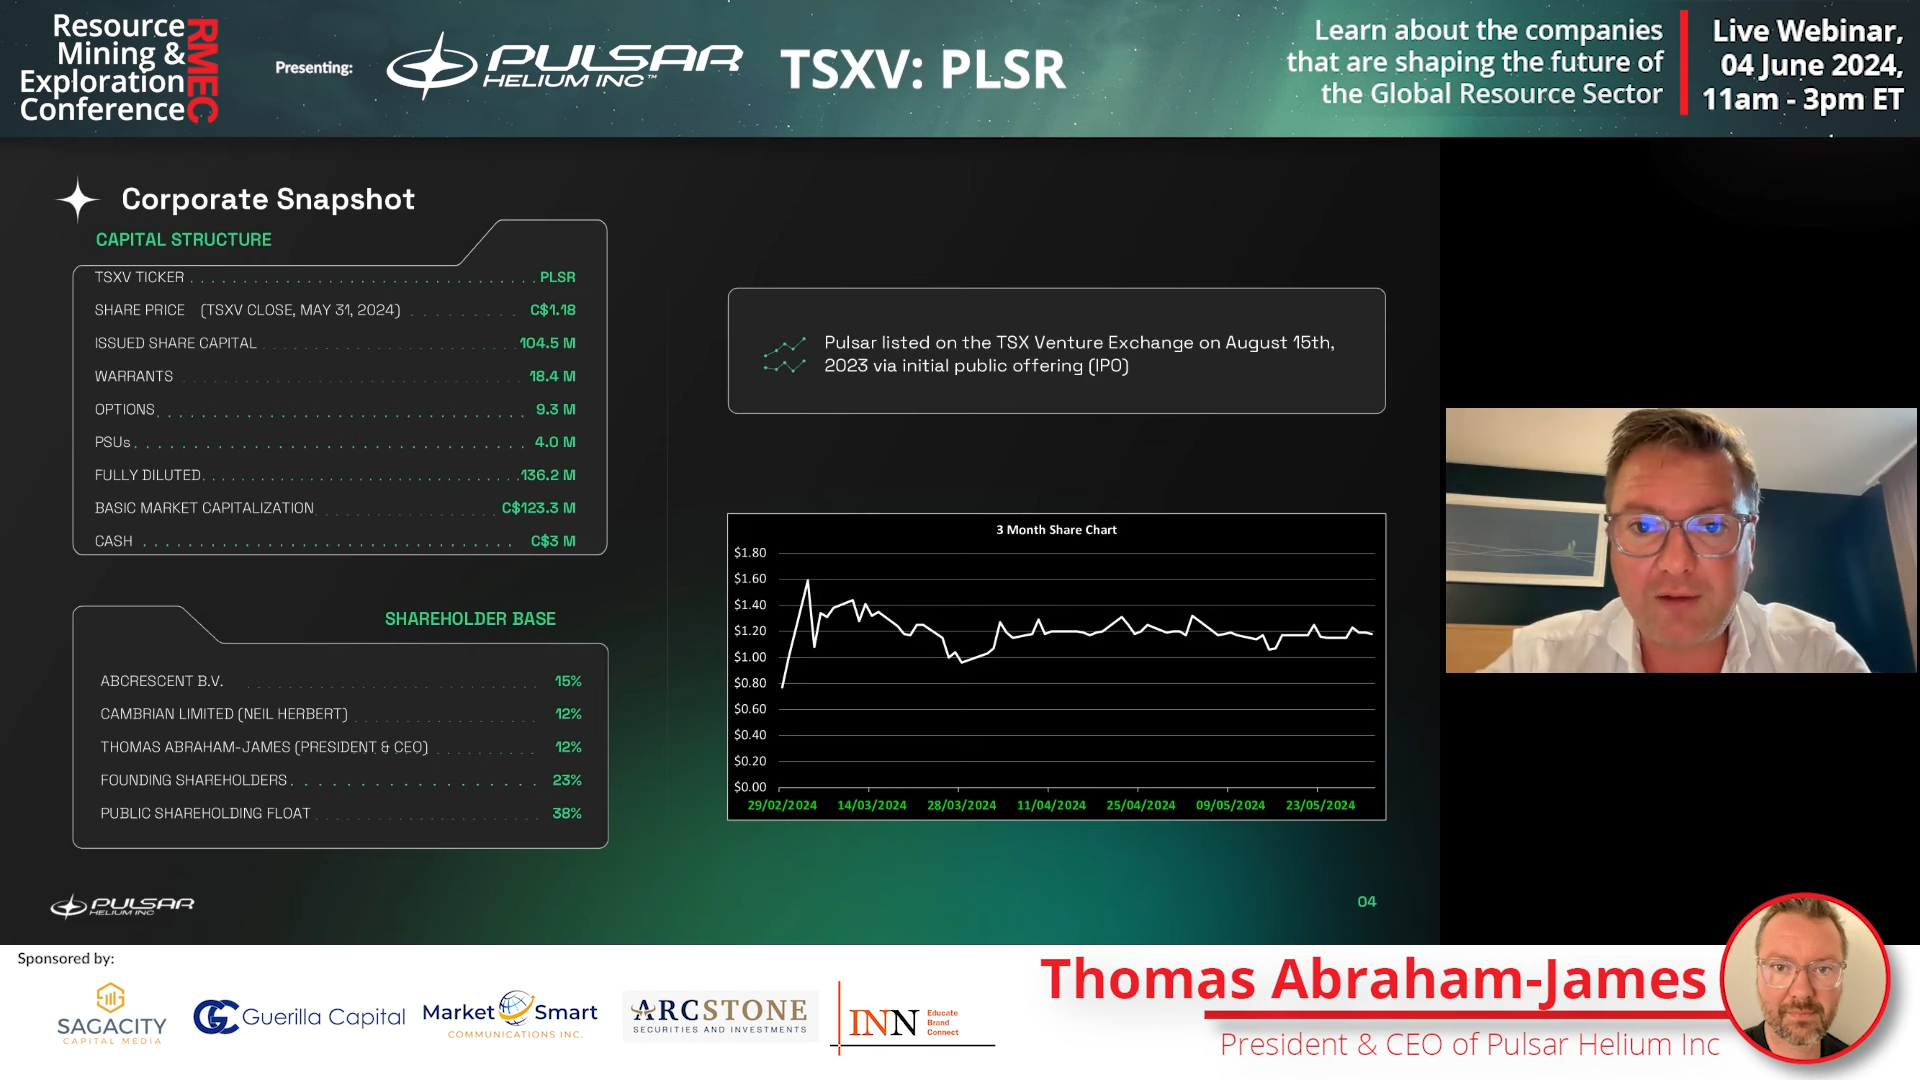 Resource
Mining &
Exploration
Conference
RMEC
Presenting:
PULSAR
HELIUM INC™
TSXV: PLSR
Learn about the companies
that are shaping the future of
the Global Resource Sector
Live Webinar,
04 June 2024,
11am - 3pm ET
Corporate Snapshot
CAPITAL STRUCTURE
TSXV TICKER PLSR
SHARE PRICE (TSXV CLOSE, MAY 31, 2024) C$1.18
ISSUED SHARE CAPITAL 104.5 M
WARRANTS 18.4 M
OPTIONS 9.3 M
PSUs 4.0 M
FULLY DILUTED 136.2 M
BASIC MARKET CAPITALIZATION C$123.3 M
CASH C$3 M
SHAREHOLDER BASE
ABCRESCENT B.V. 15%
CAMBRIAN LIMITED (NEIL HERBERT) 12%
THOMAS ABRAHAM-JAMES (PRESIDENT & CEO) 12%
FOUNDING SHAREHOLDERS 23%
PUBLIC SHAREHOLDING FLOAT 38%
Pulsar listed on the TSX Venture Exchange on August 15th,
2023 via initial public offering (IPO)
3 Month Share Chart
$1.80
$1.60
$1.40
$1.20
$1.00
$0.80
$0.60
$0.40
$0.20
$0.00
29/02/2024 14/03/2024 28/03/2024 11/04/2024 25/04/2024 09/05/2024 23/05/2024
PULSAR
HELIUM INC
04
Sponsored by:
SAGACITY
CAPITAL MEDIA
GC Guerilla Capital
Market Smart
COMMUNICATIONS INC.
ARCSTONE
SECURITIES AND INVESTMENTS
INN
Educate
Brand
Connect
Thomas Abraham-James
President & CEO of Pulsar Helium Inc